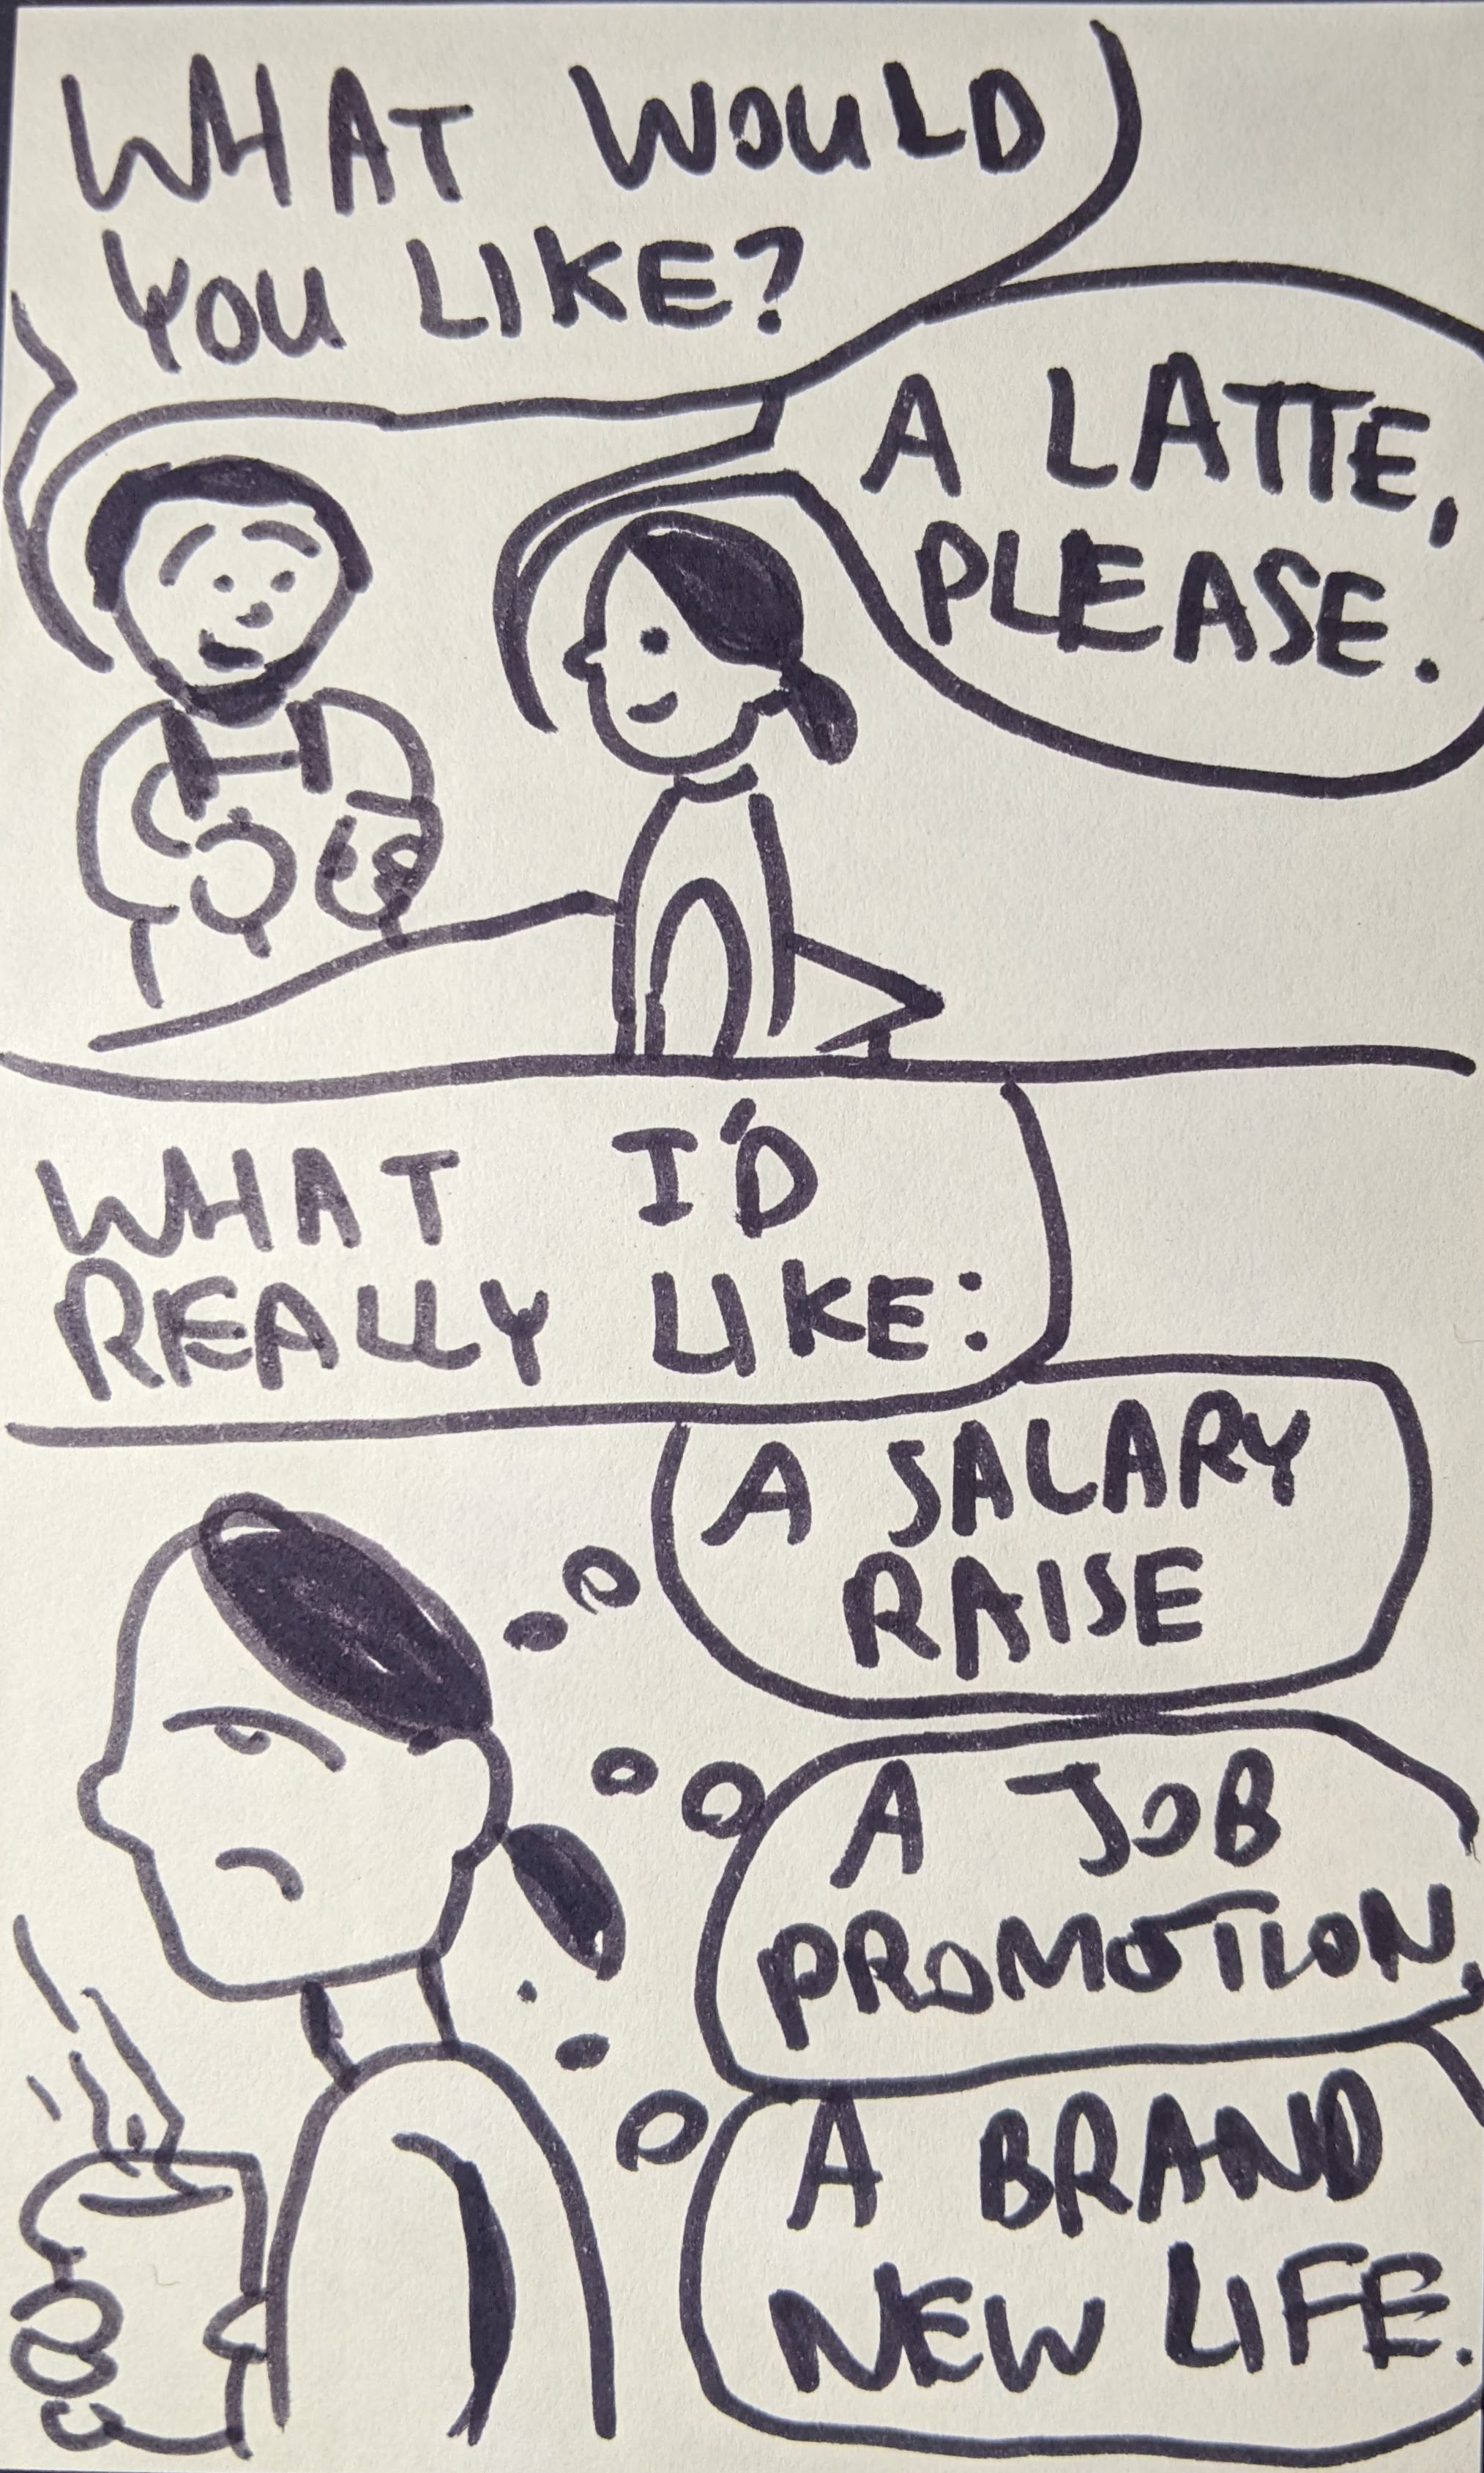 WHAT WOULD
YOU LIKE?
A LATTE,
PLEASE.
WHAT I'D
REALLY LIKE:
A SALARY
RAISE
A JOB
PROMOTION,
A BRAND
NEW LIFE.